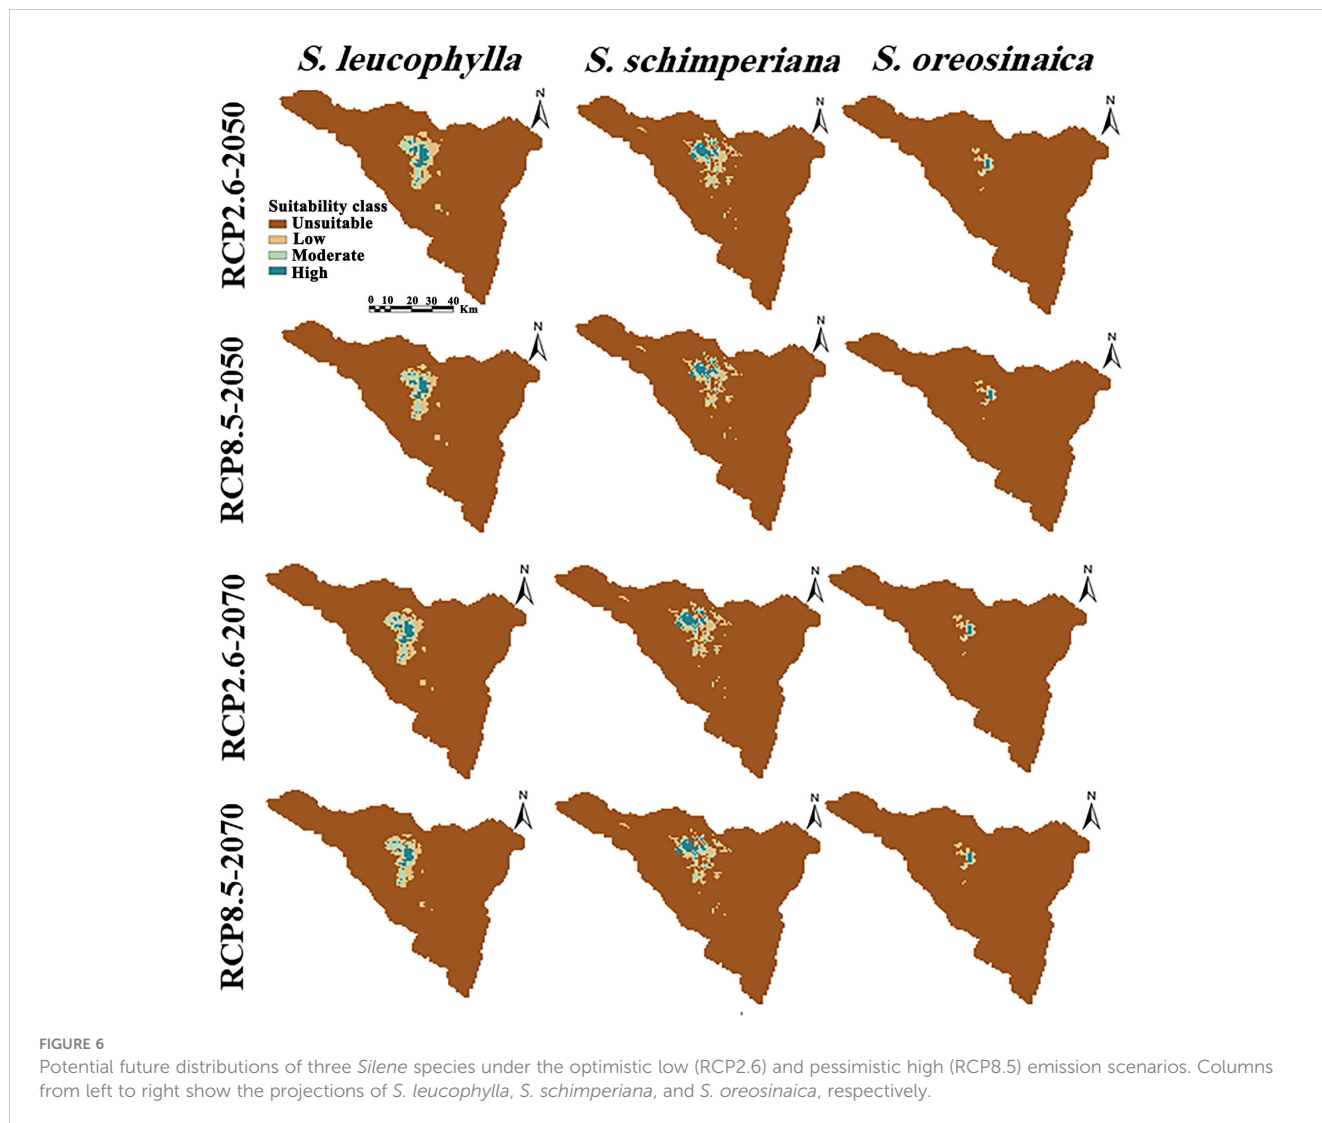 S. leucophylla S. schimperiana S. oreosinaica
RCP2.6-2050
N N N
Suitability class
Unsuitable
Low
Moderate
High
0 10 20 30 40
Km
RCP8.5-2050
N N N
RCP2.6-2070
N N N
RCP8.5-2070
N N N
FIGURE 6
Potential future distributions of three Silene species under the optimistic low (RCP2.6) and pessimistic high (RCP8.5) emission scenarios. Columns
from left to right show the projections of S. leucophylla, S. schimperiana, and S. oreosinaica, respectively.